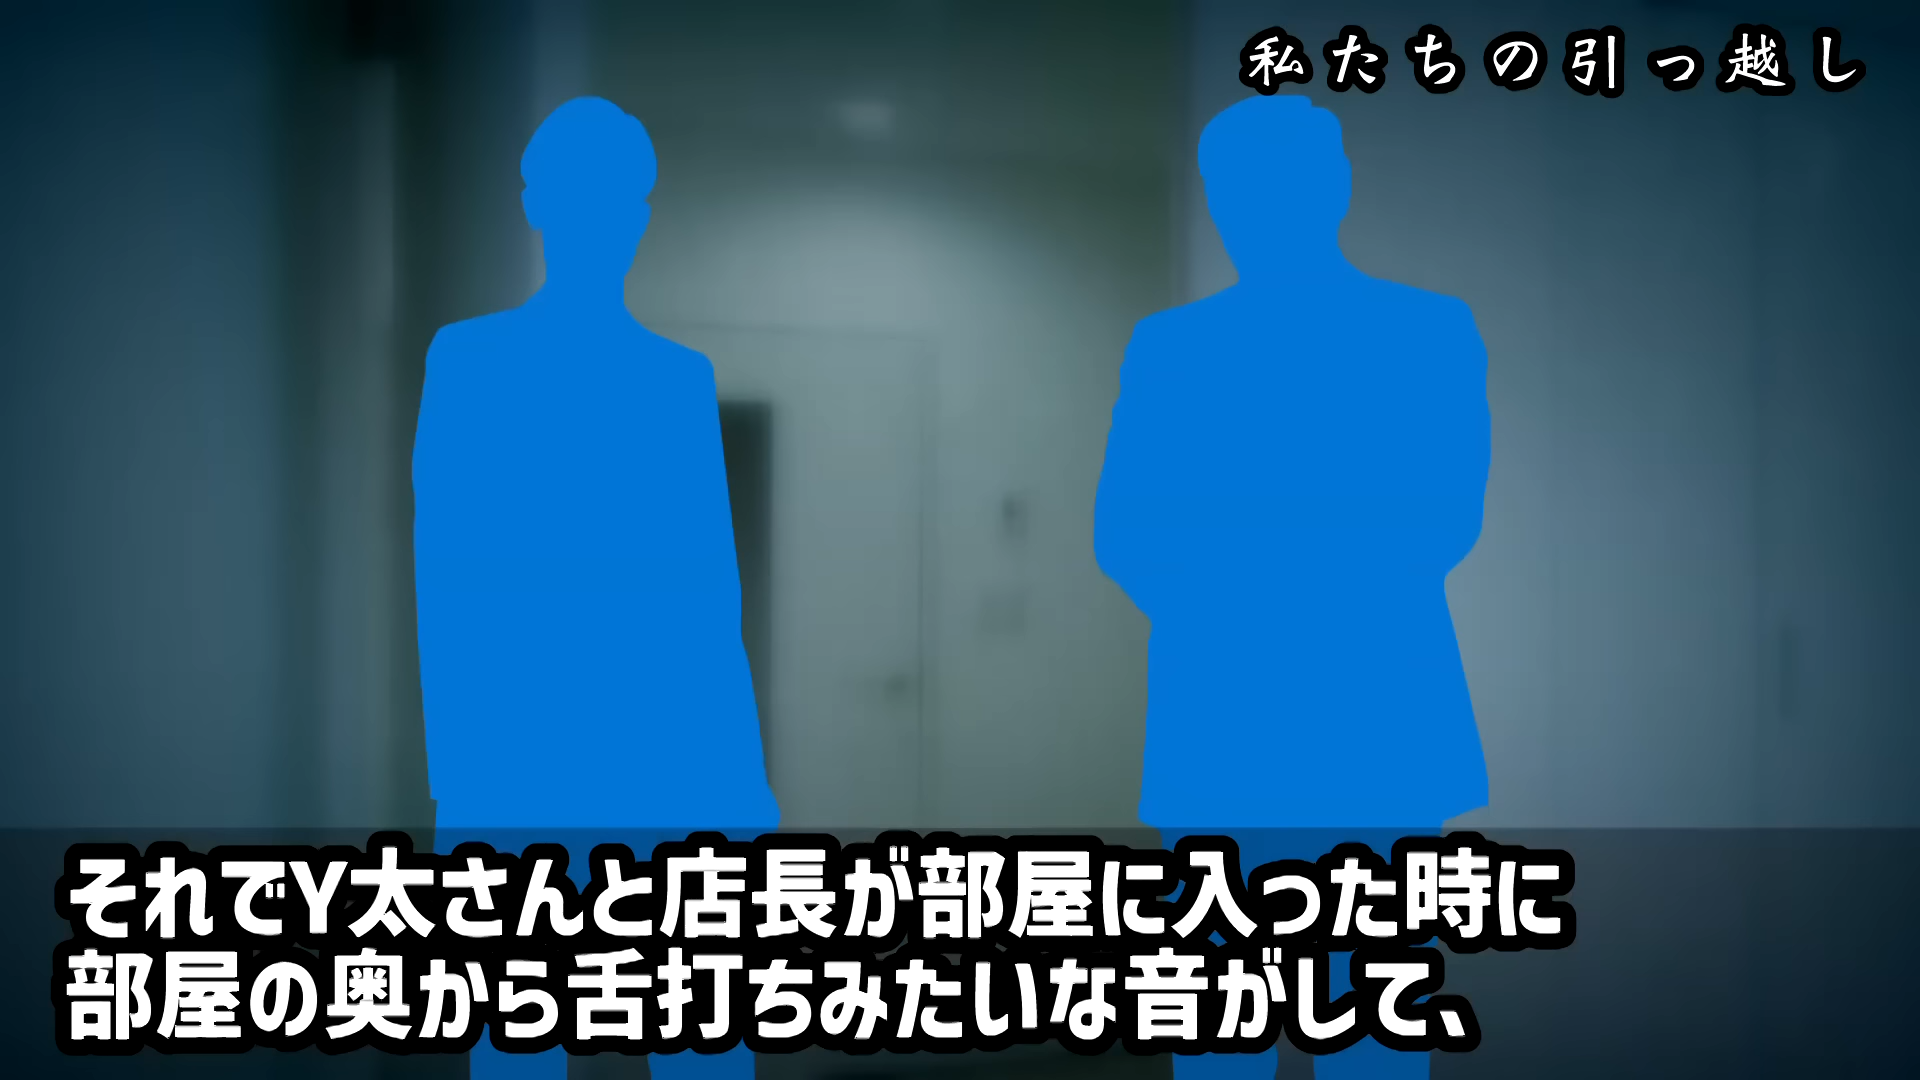 私たちの引っ越し
それでY太さんと店長が部屋に入った時に
部屋の奥から舌打ちみたいな音がして、